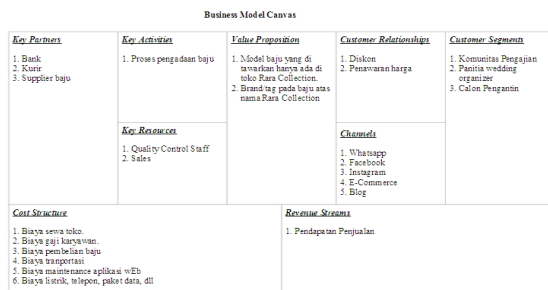 Business Model Canvas
Key Partners
1. Bank
2. Kurir
3. Supplier baju
Key Activities
1. Proses pengadaan baju
Key Resources
1. Quality Control Staff
2. Sales
Value Proposition
1. Model baju yang di
tawarkan hanya ada di
toko Rara Collection.
2. Brand/tag pada baju atas
nama Rara Collection
Customer Relationships
1. Diskon
2. Penawaran harga
Channels
1. Whatsapp
2. Facebook
3. Instagram
4. E-Commerce
5. Blog
Customer Segments
1. Komunitas Pengajian
2. Panitia wedding
organizer
3. Calon Pengantin
Cost Structure
1. Biaya sewa toko.
2. Biaya gaji karyawan.
3. Biaya pembelian baju
4. Biaya tranportasi
5. Biaya maintenance aplikasi wEb
6. Biaya listrik, telepon, paket data, dll
Revenue Streams
1. Pendapatan Penjualan